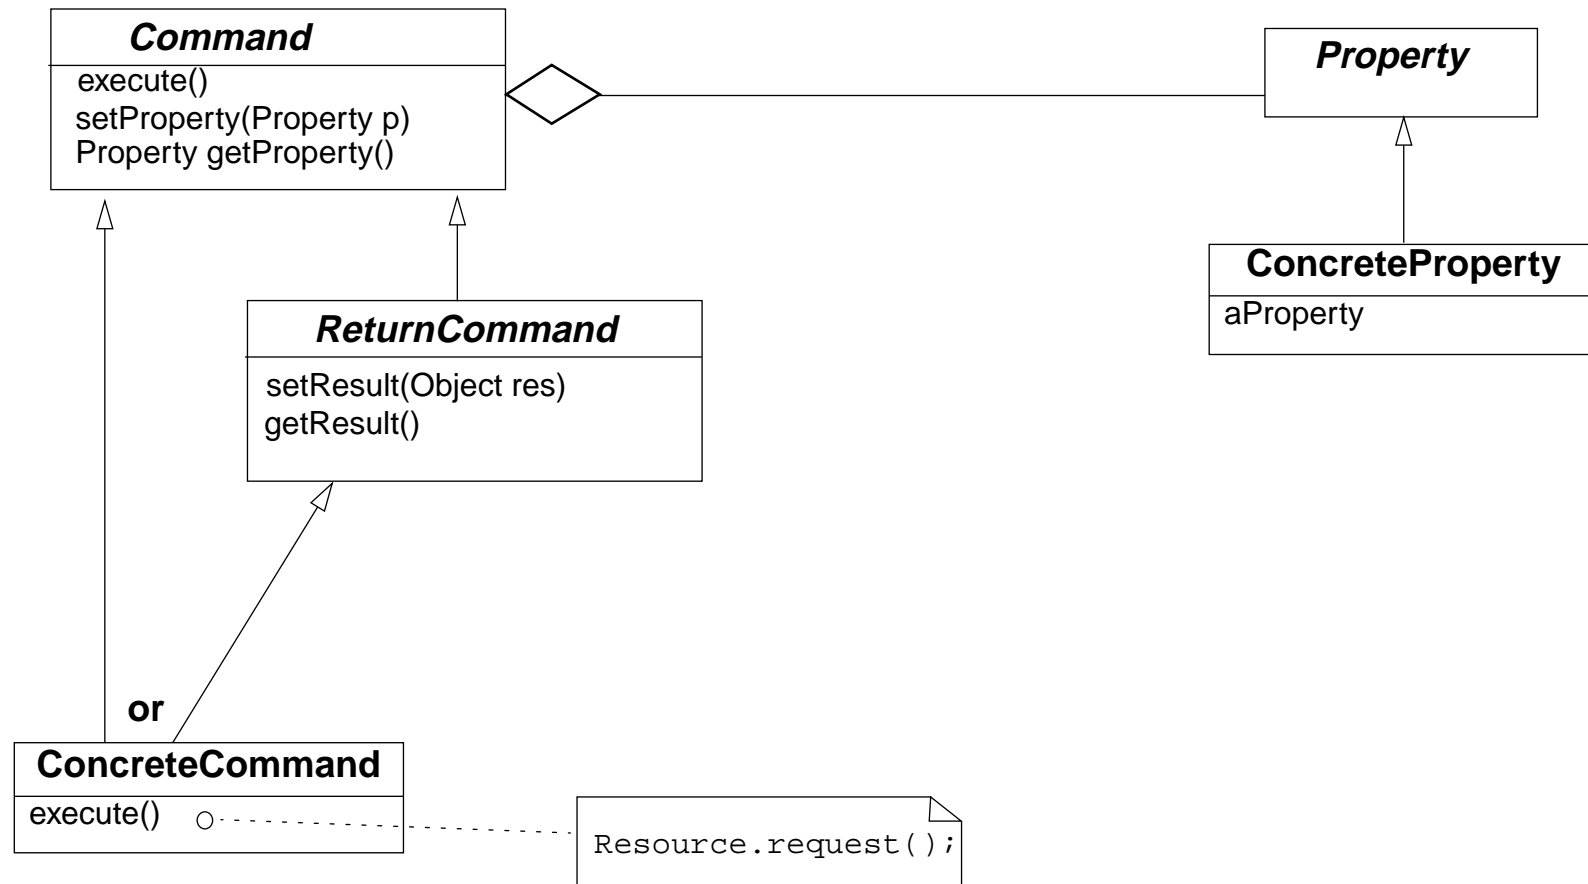 Command
execute()
setProperty(Property p)
Property getProperty()
Property
ConcreteProperty
aProperty
ReturnCommand
setResult(Object res)
getResult()
or
ConcreteCommand
execute()
Resource.request();